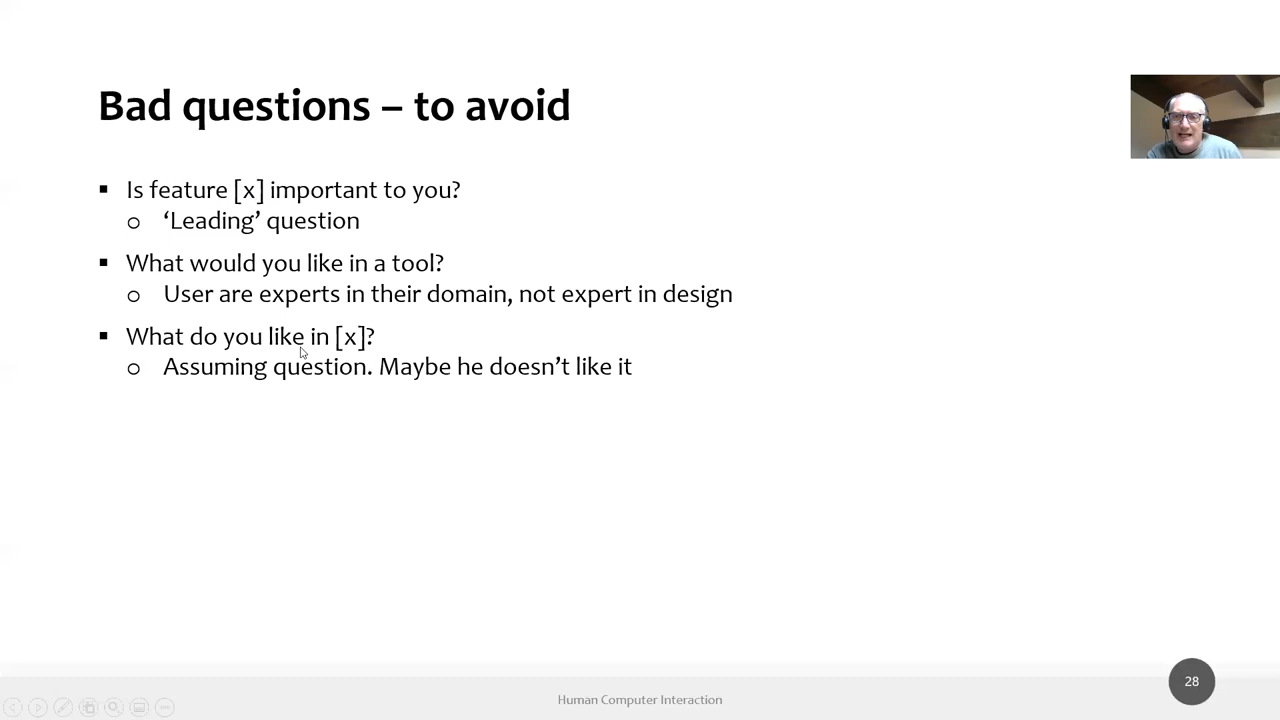 Bad questions – to avoid
▪ Is feature [x] important to you?
o ‘Leading’ question
▪ What would you like in a tool?
o User are experts in their domain, not expert in design
▪ What do you like in [x]?
o Assuming question. Maybe he doesn’t like it
28
Human Computer Interaction